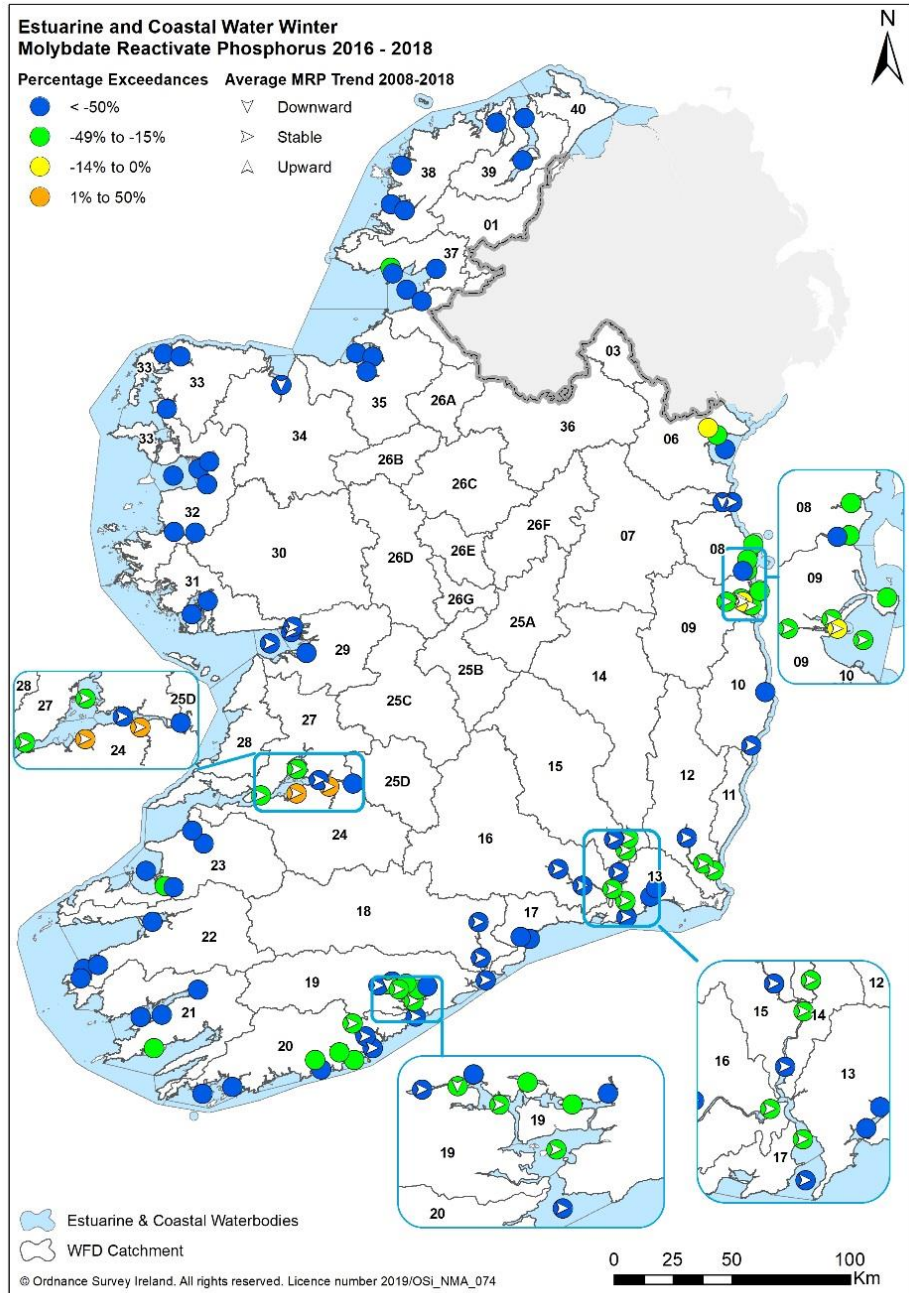 Estuarine and Coastal Water Winter
Molybdate Reactivate Phosphorus 2016 - 2018
N
Percentage Exceedances
Average MRP Trend 2008-2018
< -50%
Downward
-49% to -15%
Stable
-14% to 0%
Upward
1% to 50%
40
38
39
01
37
03
33
33
35
26A
36
06
34
33
26B
26C
08
07
26F
32
08
30
26D
26E
09
31
26G
25A
09
29
09
10
25B
14
10
28
27
25D
24
25C
27
28
12
15
25D
11
24
16
23
13
18
17
22
19
15
14
12
21
20
16
13
19
19
17
20
Estuarine & Coastal Waterbodies
WFD Catchment
0 25 50 100
Km
© Ordnance Survey Ireland. All rights reserved. Licence number 2019/OSi_NMA_074